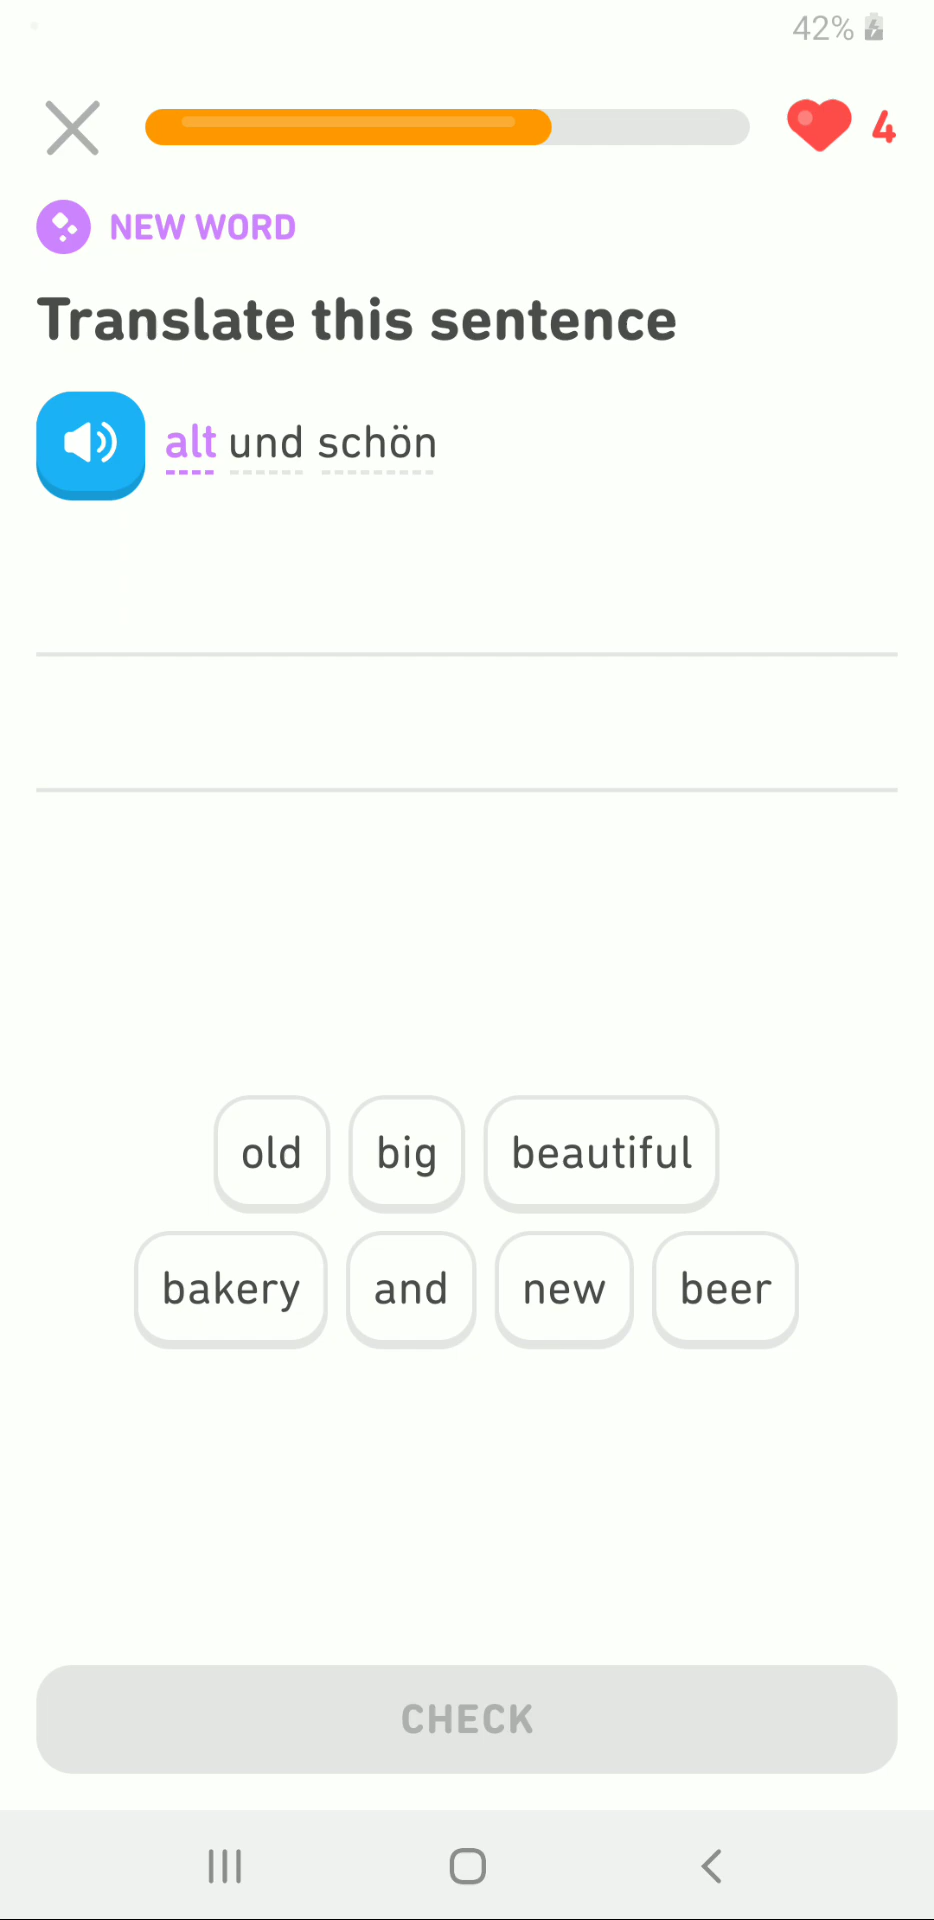 42%
4
NEW WORD
Translate this sentence
alt und schön
old big beautiful
bakery and new beer
CHECK